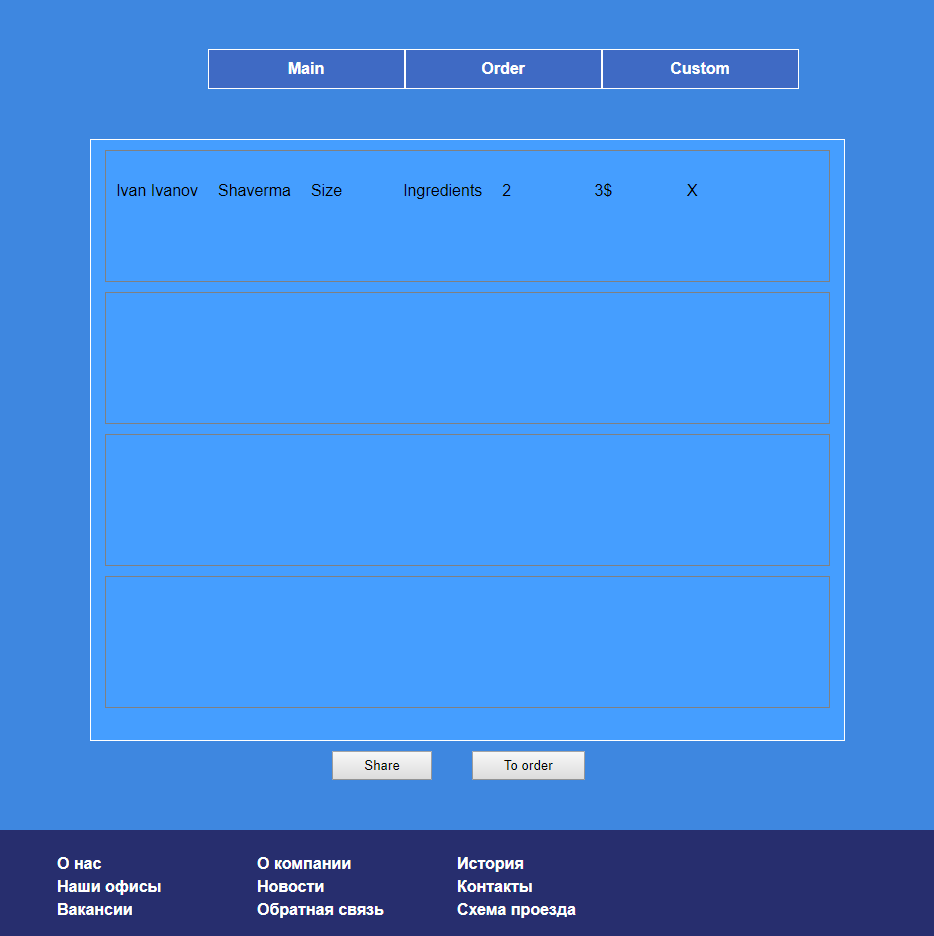 Main Order Custom
Ivan Ivanov Shaverma Size Ingredients 2 3$ X
Share To order
О нас О компании История
Наши офисы Новости Контакты
Вакансии Обратная связь Схема проезда